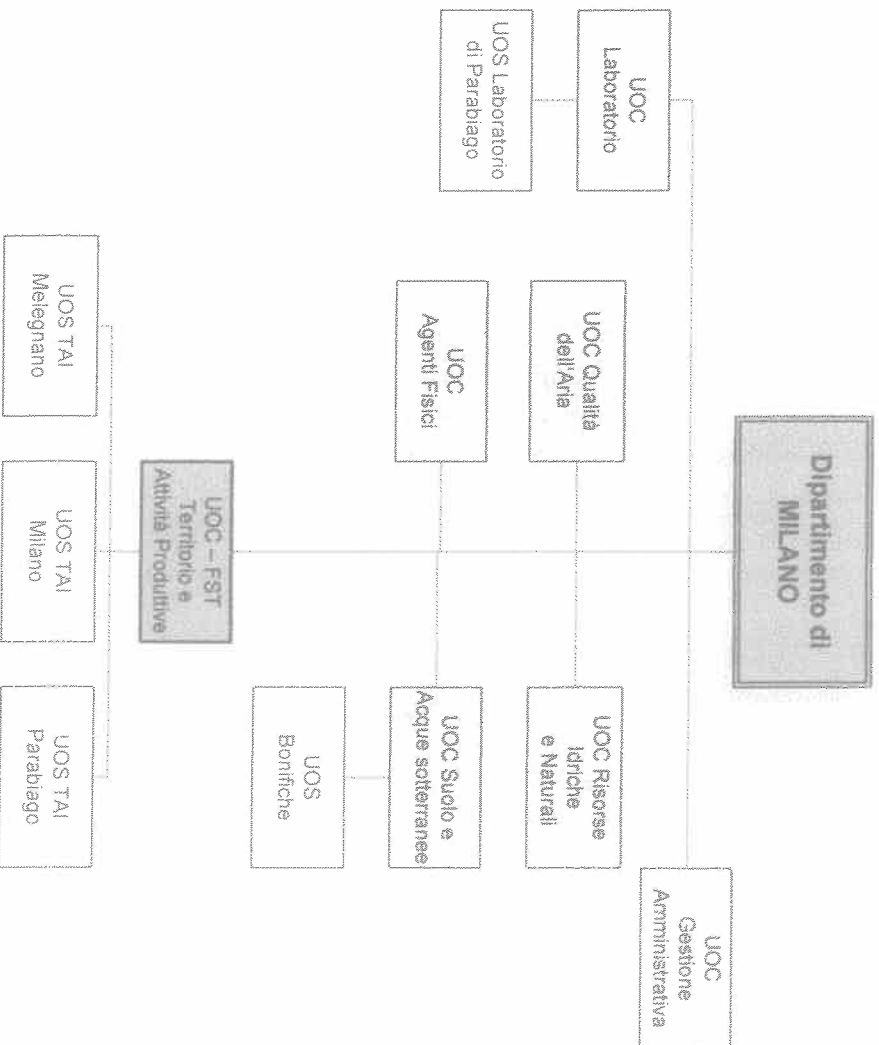 Dipartimento di
MILANO
UOC
Gestione
Amministrativa
UOC
Laboratorio
UOS Laboratorio
di Parabiago
UOC Qualità
dell'Aria
UOC Risorse
Idriche
e Naturali
UOC
Agenti Fisici
UOC Suolo e
Acque sotterranee
UOS
Bonifiche
UOC – FST
Territorio e
Attività Produttive
UOS TAI
Melegnano
UOS TAI
Milano
UOS TAI
Parabiago